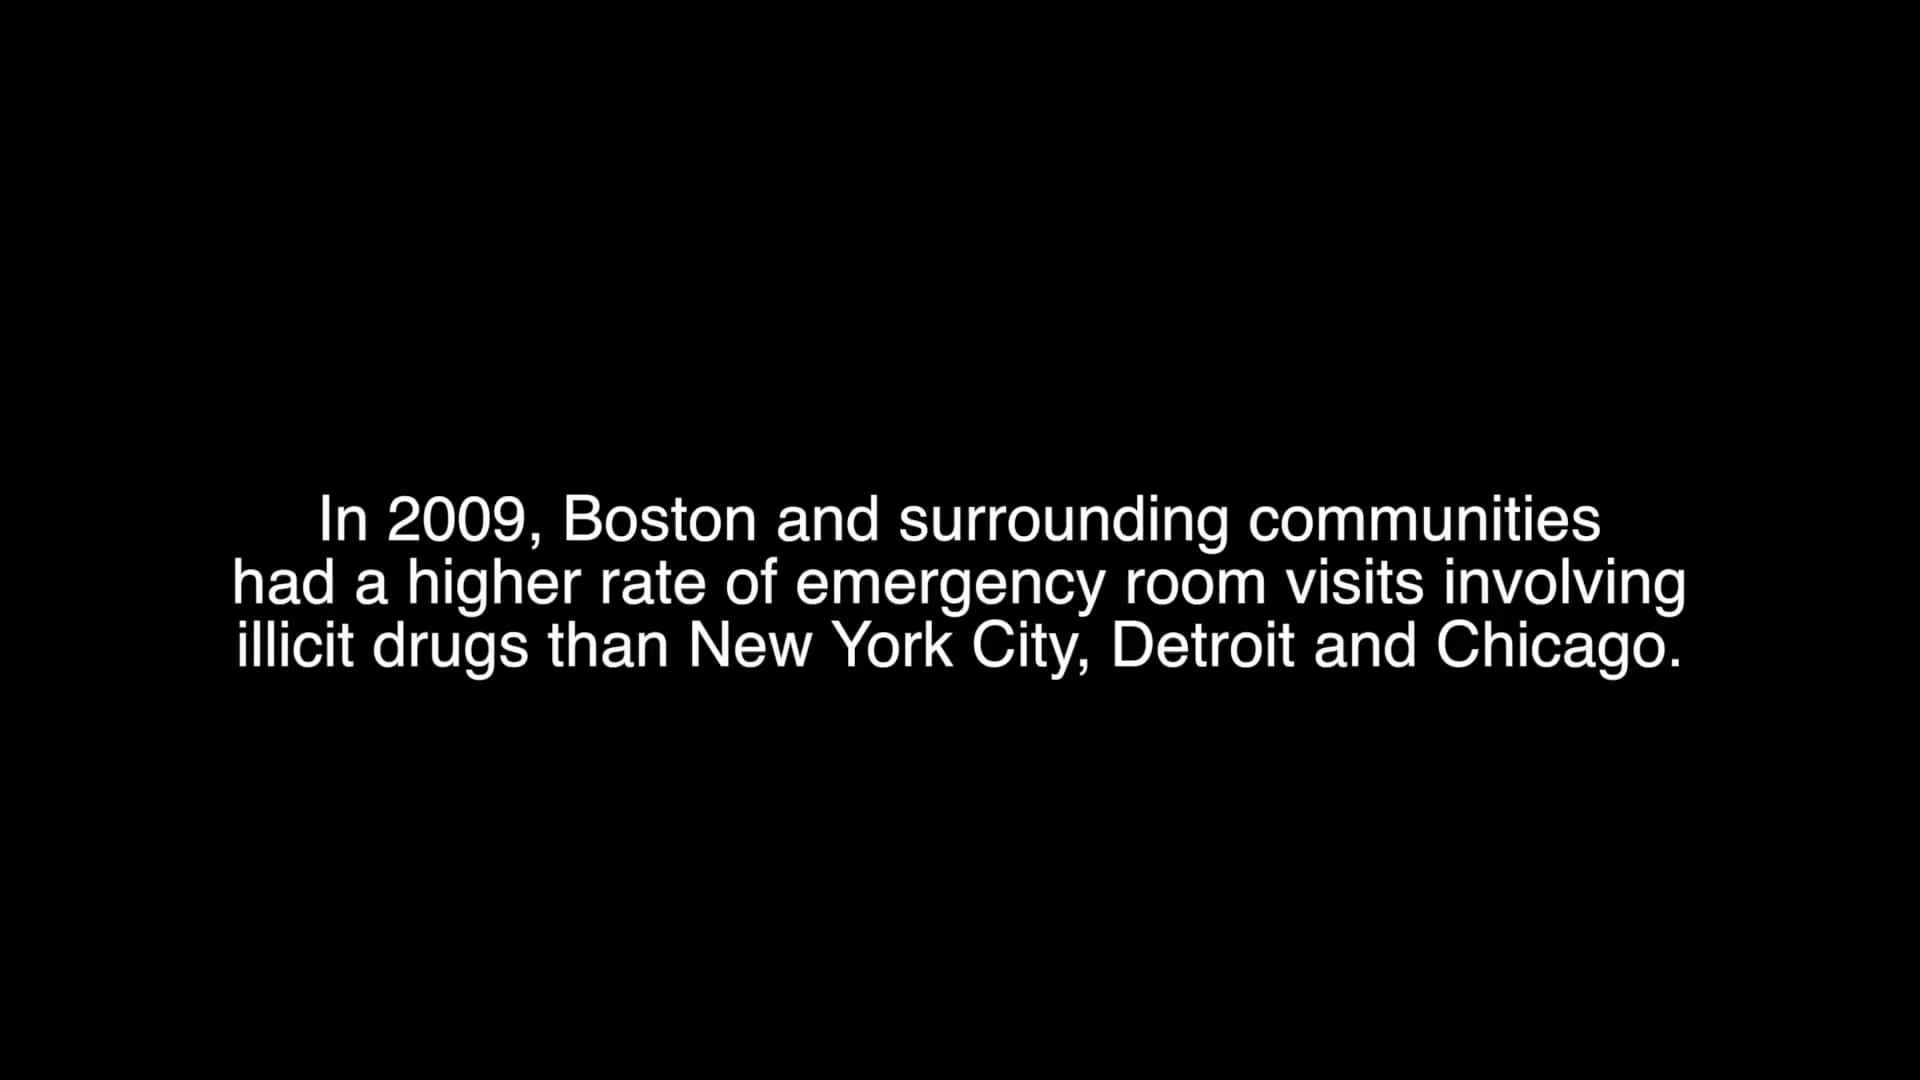 In 2009, Boston and surrounding communities
had a higher rate of emergency room visits involving
illicit drugs than New York City, Detroit and Chicago.